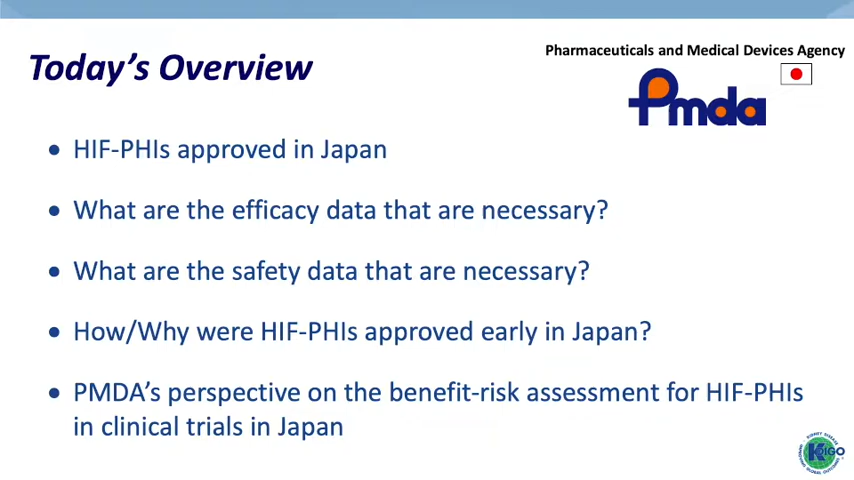 Today's Overview
Pharmaceuticals and Medical Devices Agency
Pmda
• HIF-PHIs approved in Japan
• What are the efficacy data that are necessary?
• What are the safety data that are necessary?
• How/Why were HIF-PHIs approved early in Japan?
• PMDA's perspective on the benefit-risk assessment for HIF-PHIs
in clinical trials in Japan
KDIGO